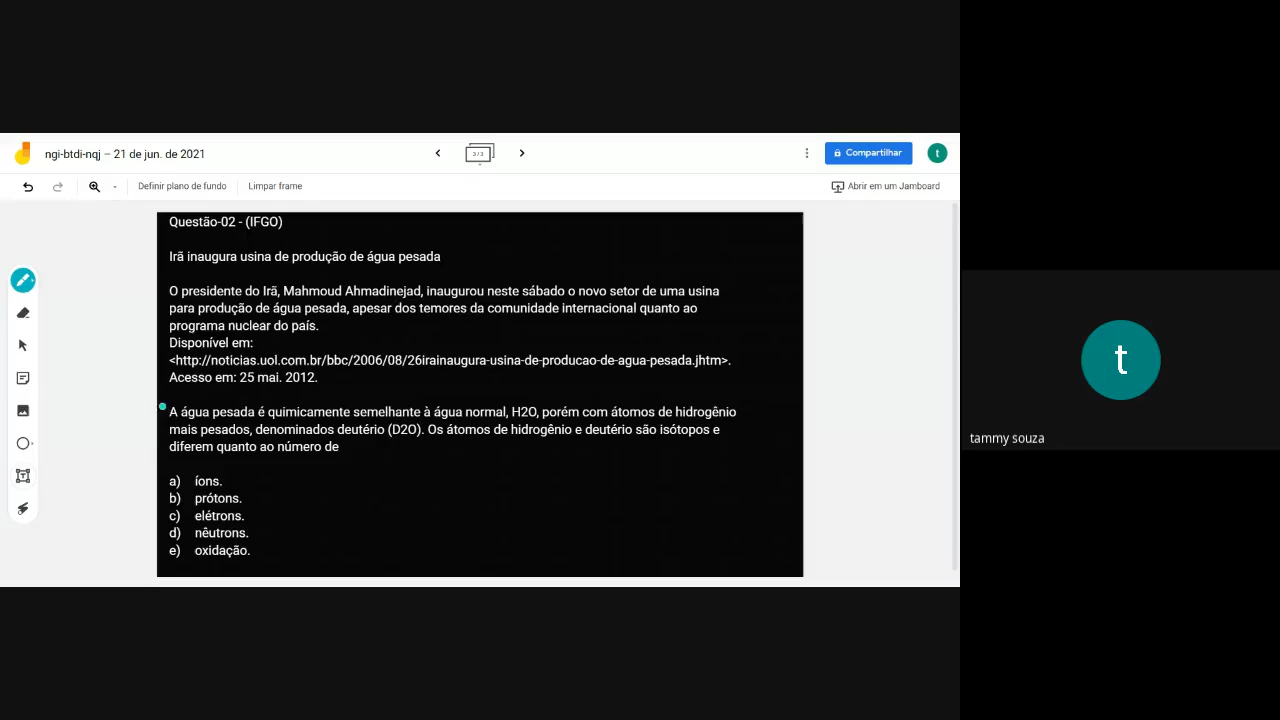 ngi-btdi-nqj – 21 de jun. de 2021
3 / 3
Compartilhar
t
Definir plano de fundo
Limpar frame
Abrir em um Jamboard
Questão-02 - (IFGO)
Irã inaugura usina de produção de água pesada
O presidente do Irã, Mahmoud Ahmadinejad, inaugurou neste sábado o novo setor de uma usina
para produção de água pesada, apesar dos temores da comunidade internacional quanto ao
programa nuclear do país.
Disponível em:
<http://noticias.uol.com.br/bbc/2006/08/26irainaugura-usina-de-producao-de-agua-pesada.jhtm>.
Acesso em: 25 mai. 2012.
A água pesada é quimicamente semelhante à água normal, H2O, porém com átomos de hidrogênio
mais pesados, denominados deutério (D2O). Os átomos de hidrogênio e deutério são isótopos e
diferem quanto ao número de
a) íons.
b) prótons.
c) elétrons.
d) nêutrons.
e) oxidação.
t
tammy souza